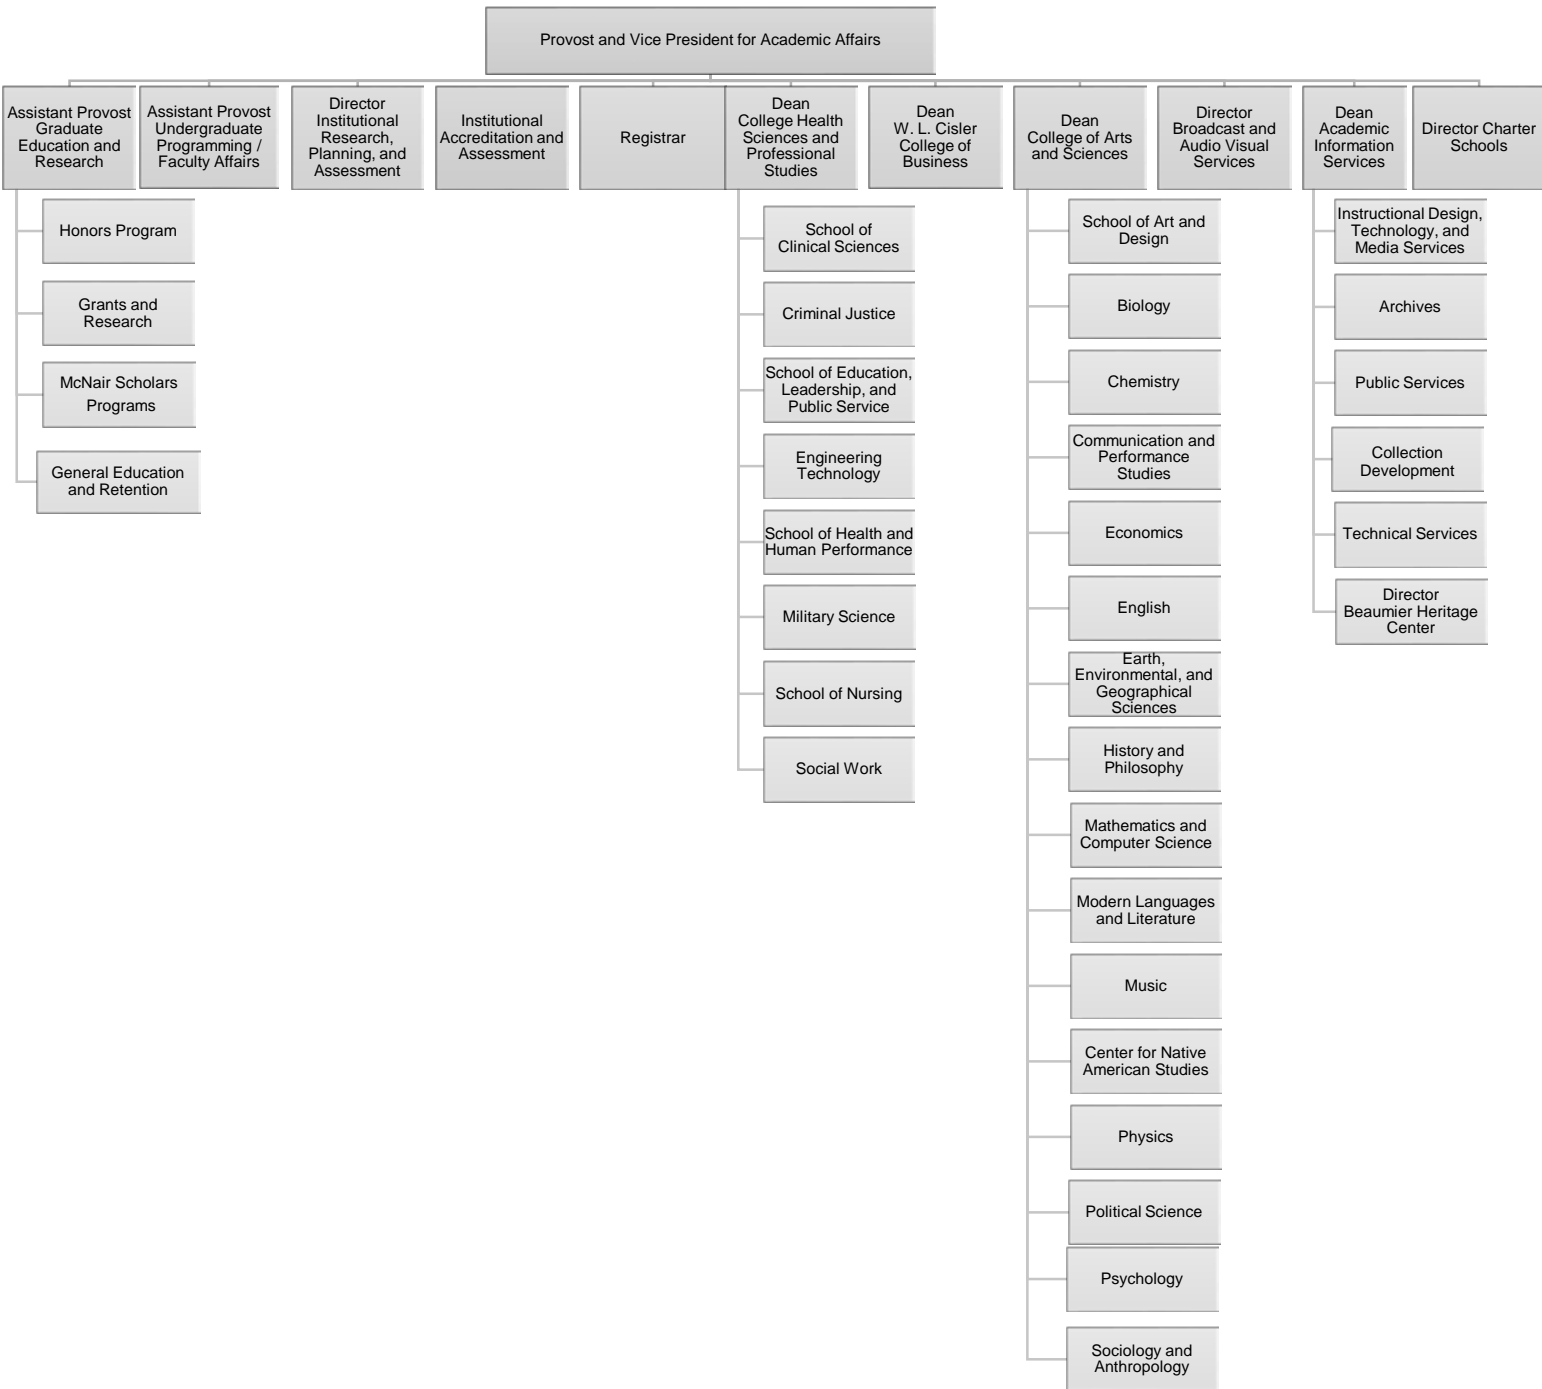 Provost and Vice President for Academic Affairs
Assistant Provost
Graduate
Education and
Research
Assistant Provost
Undergraduate
Programming /
Faculty Affairs
Director
Institutional
Research,
Planning, and
Assessment
Institutional
Accreditation and
Assessment
Registrar
Dean
College Health
Sciences and
Professional
Studies
Dean
W. L. Cisler
College of
Business
Dean
College of Arts
and Sciences
Director
Broadcast and
Audio Visual
Services
Dean
Academic
Information
Services
Director Charter
Schools
Honors Program
Grants and
Research
McNair Scholars
Programs
General Education
and Retention
School of
Clinical Sciences
Criminal Justice
School of Education,
Leadership, and
Public Service
Engineering
Technology
School of Health and
Human Performance
Military Science
School of Nursing
Social Work
School of Art and
Design
Biology
Chemistry
Communication and
Performance
Studies
Economics
English
Earth,
Environmental, and
Geographical
Sciences
History and
Philosophy
Mathematics and
Computer Science
Modern Languages
and Literature
Music
Center for Native
American Studies
Physics
Political Science
Psychology
Sociology and
Anthropology
Instructional Design,
Technology, and
Media Services
Archives
Public Services
Collection
Development
Technical Services
Director
Beaumier Heritage
Center